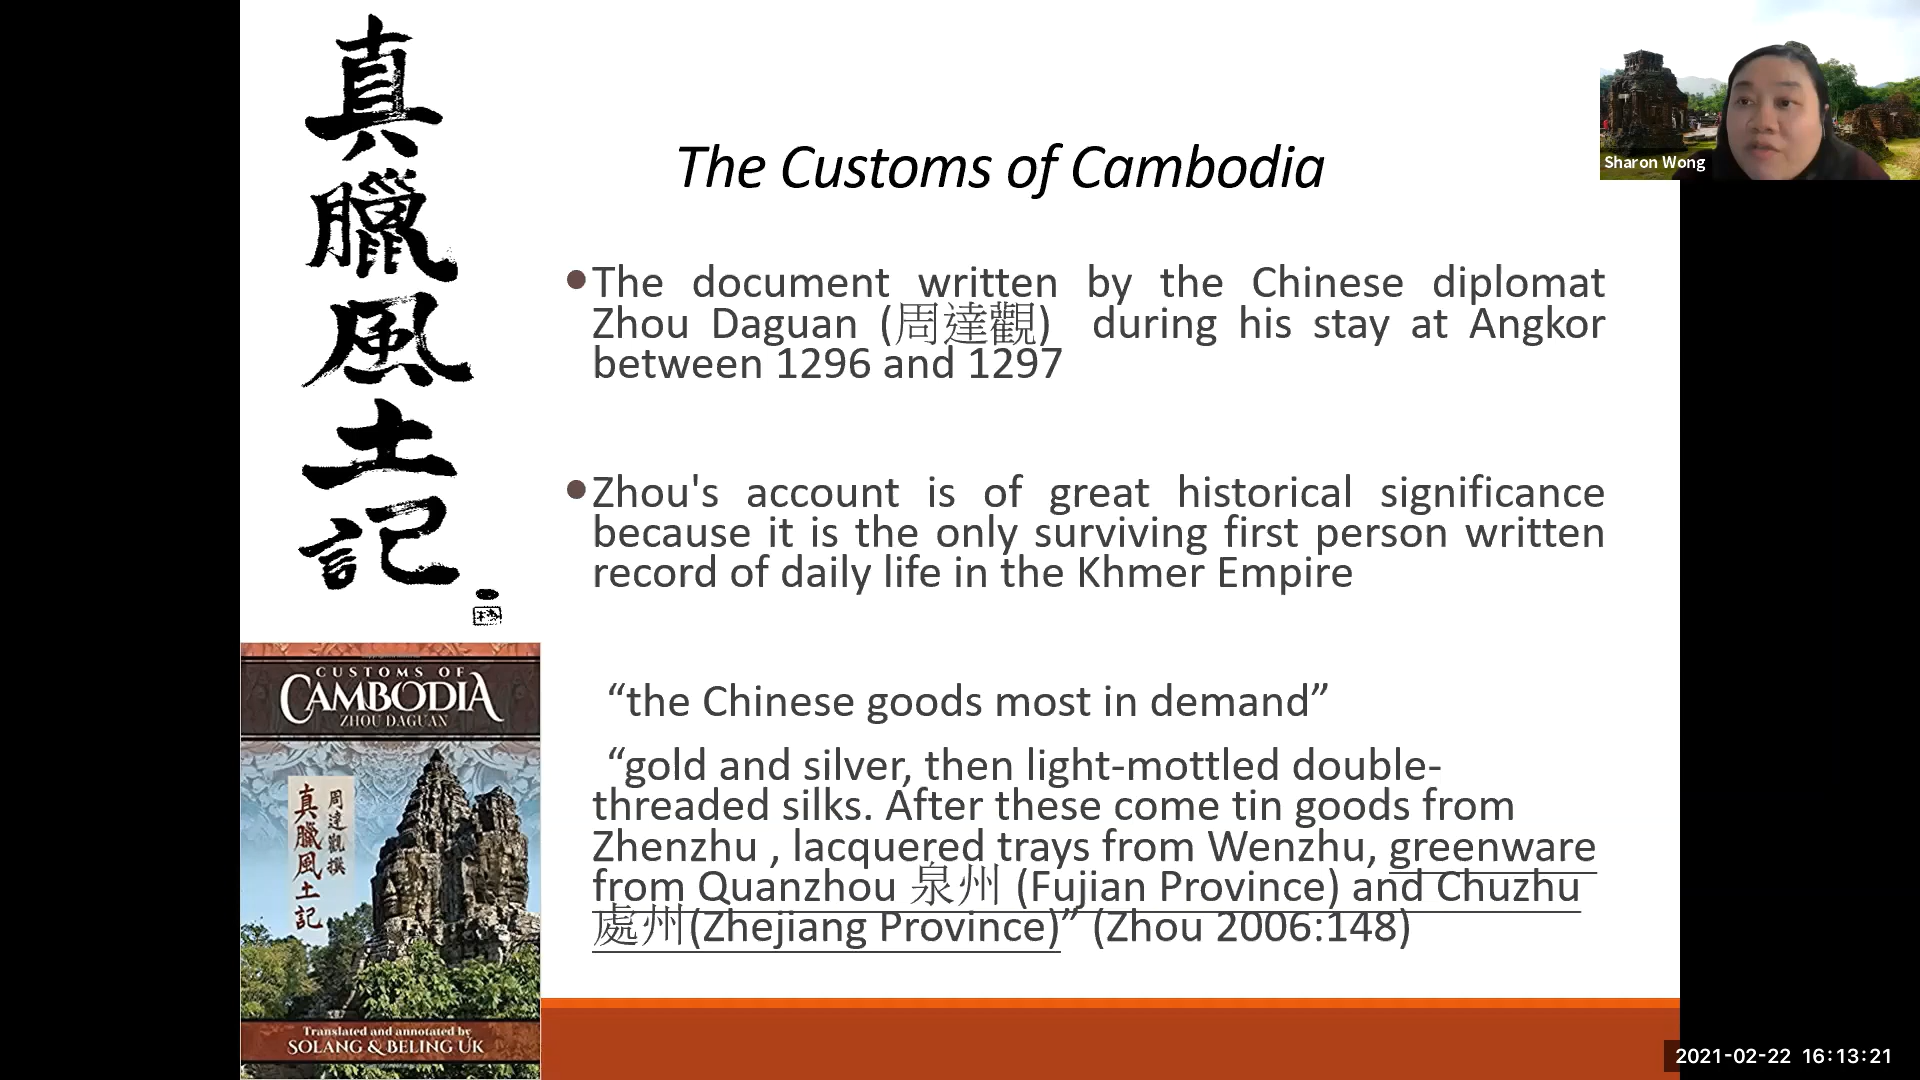 真
臘
風
土
記
The Customs of Cambodia
Sharon Wong
•The document written by the Chinese diplomat
Zhou Daguan (周達觀) during his stay at Angkor
between 1296 and 1297
•Zhou's account is of great historical significance
because it is the only surviving first person written
record of daily life in the Khmer Empire
“the Chinese goods most in demand”
“gold and silver, then light-mottled double-
threaded silks. After these come tin goods from
Zhenzhu , lacquered trays from Wenzhu, greenware
from Quanzhou 泉州 (Fujian Province) and Chuzhu
處州(Zhejiang Province)” (Zhou 2006:148)
CUSTOMS OF
CAMBODIA
ZHOU DAGUAN
周達觀撰
真臘風土記
Translated and annotated by
SOLANG & BELING UK
2021-02-22 16:13:21